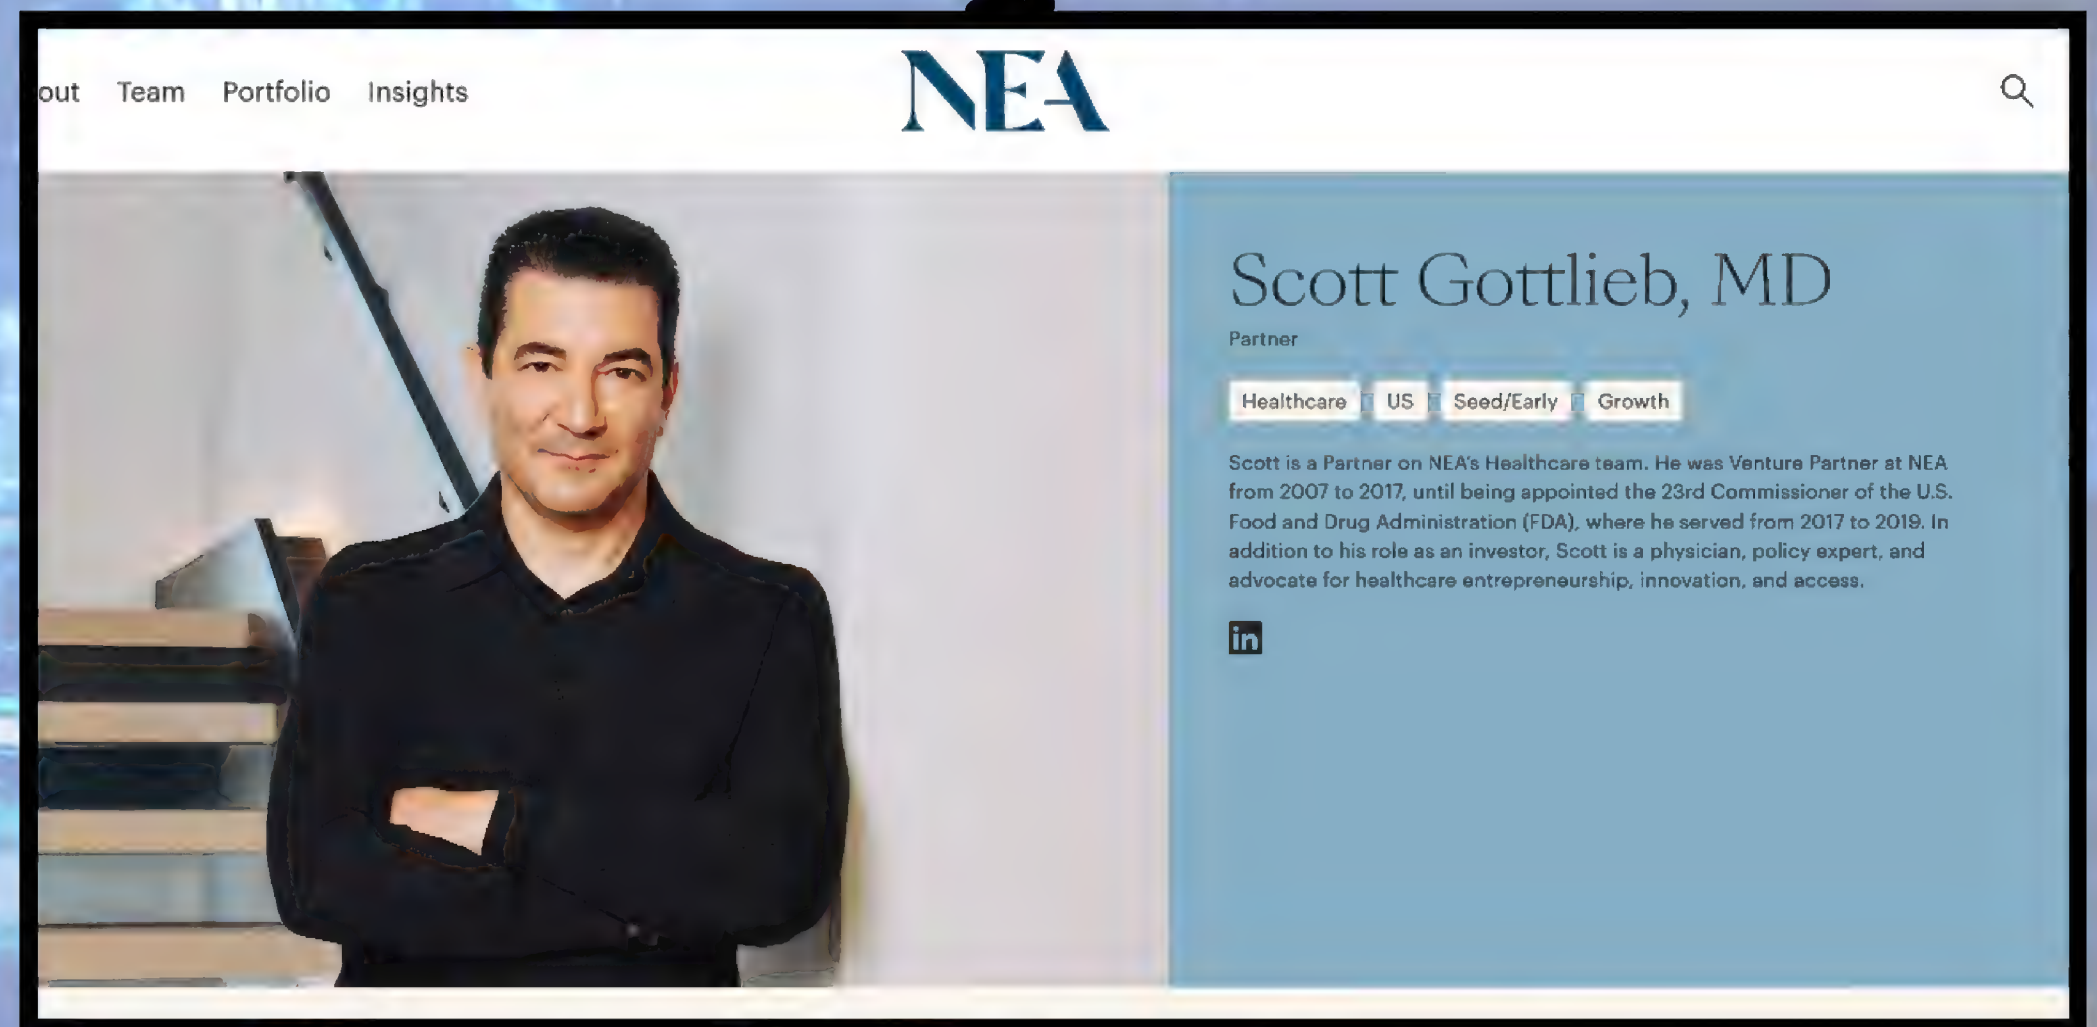 out Team Portfolio Insights
NEA
Scott Gottlieb, MD
Partner
Healthcare US Seed/Early Growth
Scott is a Partner on NEA's Healthcare team. He was Venture Partner at NEA
from 2007 to 2017, until being appointed the 23rd Commissioner of the U.S.
Food and Drug Administration (FDA), where he served from 2017 to 2019. In
addition to his role as an investor, Scott is a physician, policy expert, and
advocate for healthcare entrepreneurship, innovation, and access.
in